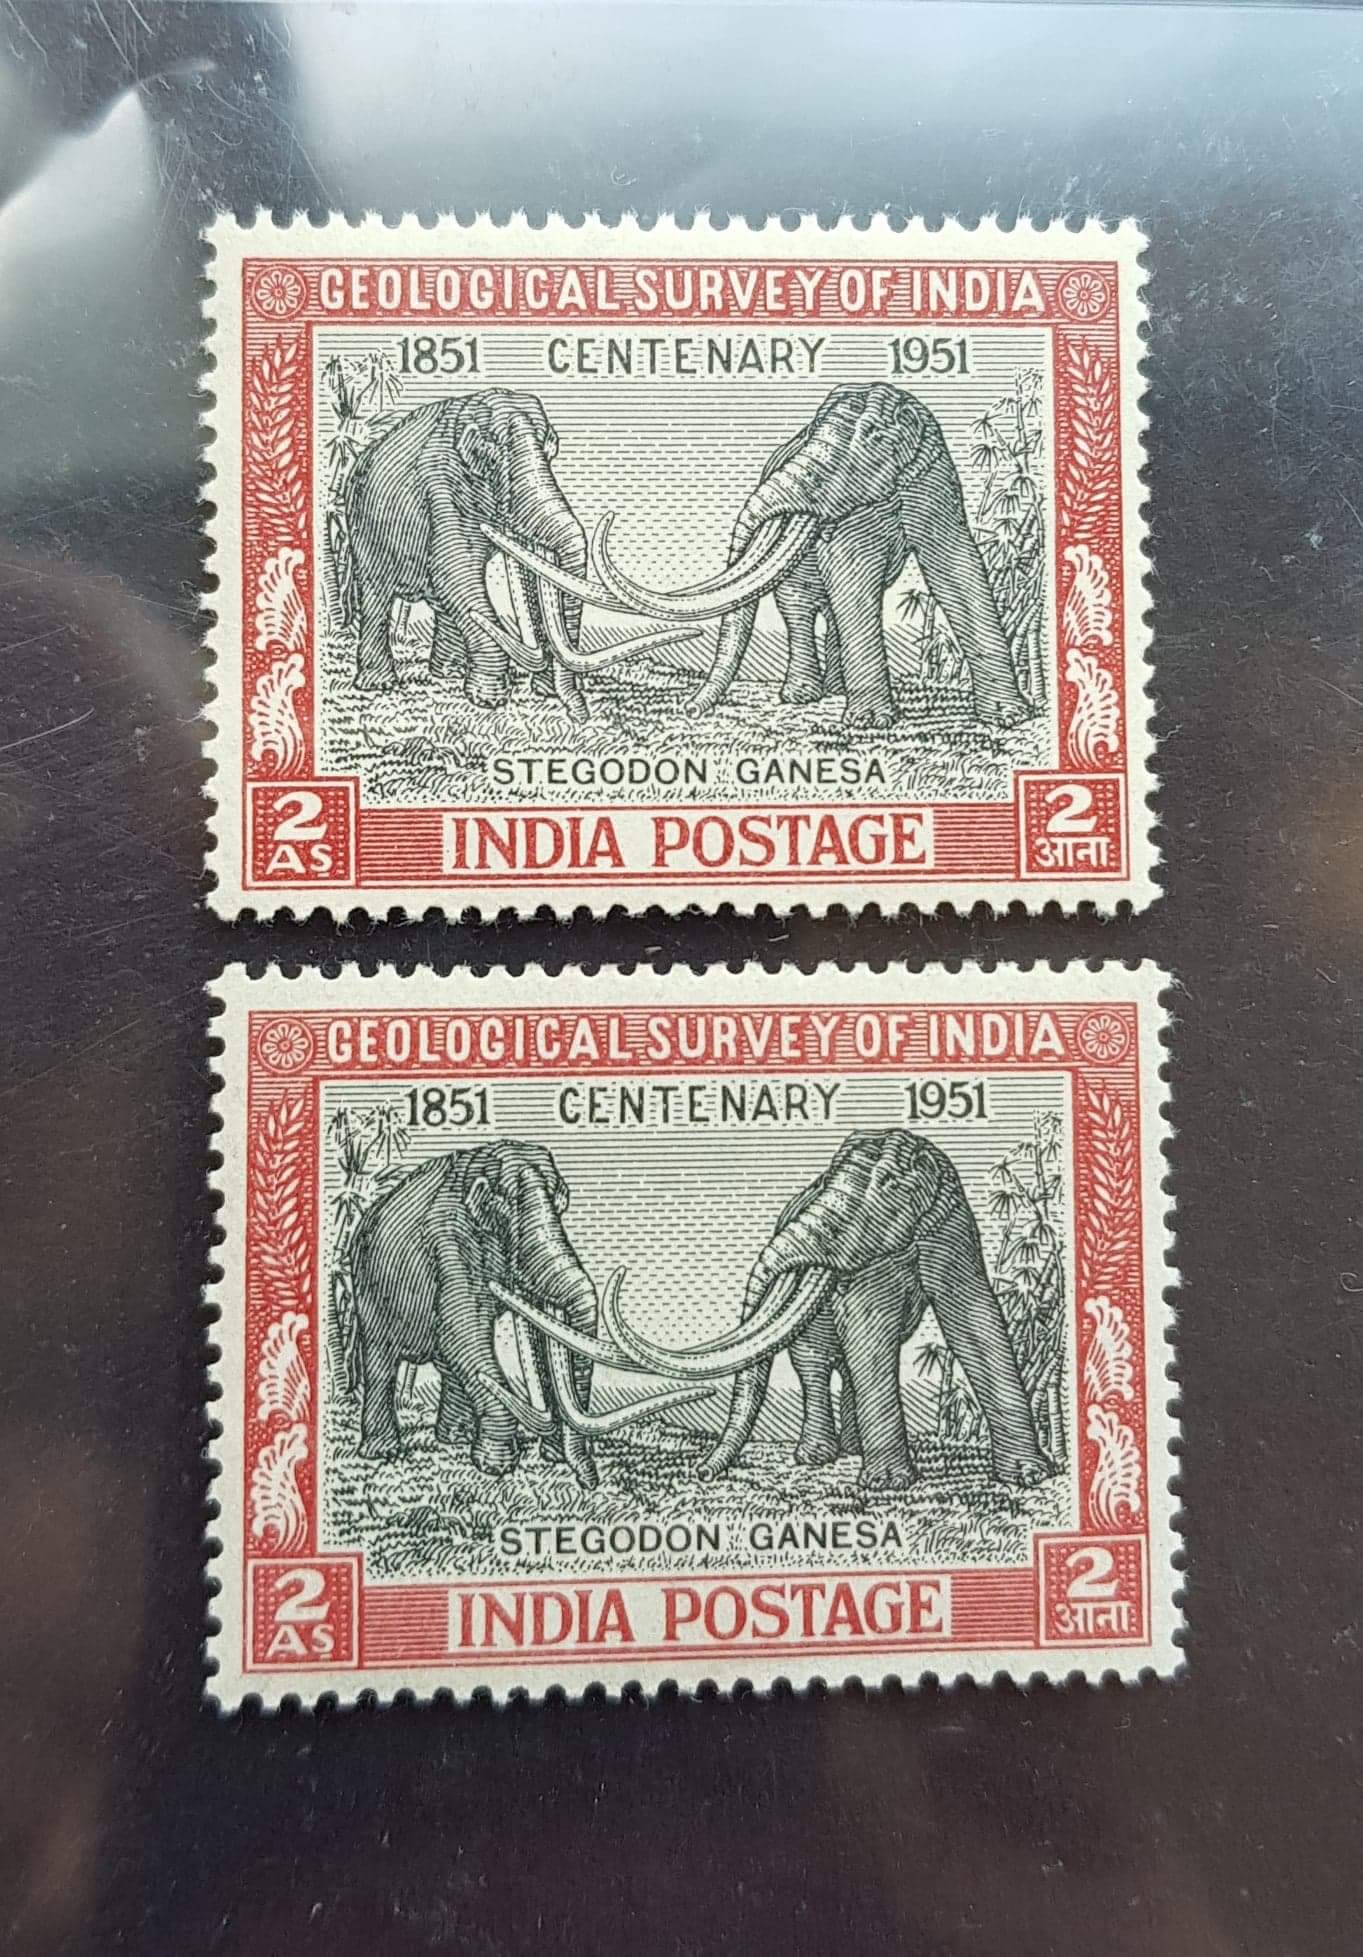 GEOLOGICAL SURVEY OF INDIA
1851 CENTENARY 1951
STEGODON GANESA
2 AS
INDIA POSTAGE
2 आना
GEOLOGICAL SURVEY OF INDIA
1851 CENTENARY 1951
STEGODON GANESA
2 AS
INDIA POSTAGE
2 आना